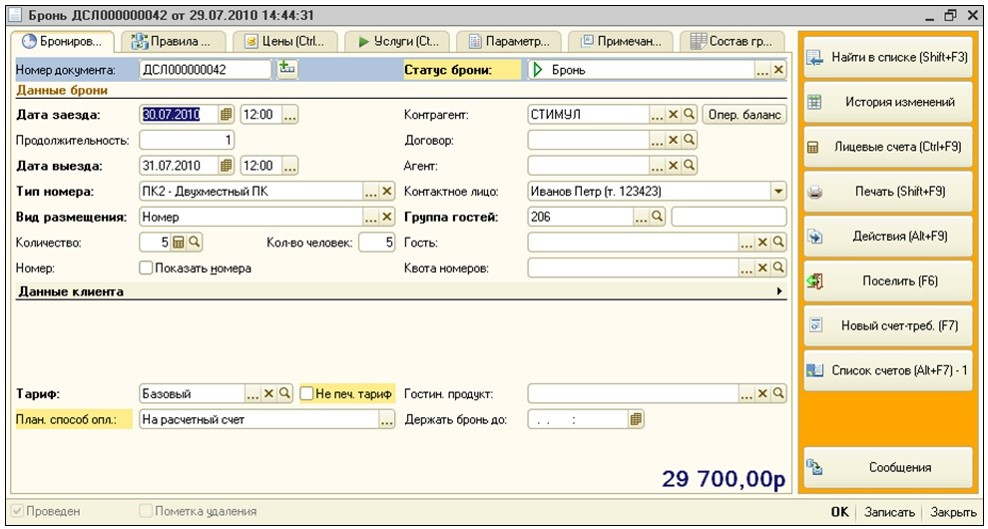 Бронь ДСЛ000000042 от 29.07.2010 14:44:31
Брониров... Правила ... Цены (Ctrl... Услуги (Ct... Параметр... Примечан... Состав гр...
Номер документа: ДСЛ000000042 Статус брони: Бронь ...
Данные брони
Дата заезда: 30.07.2010 12:00 ... Контрагент: СТИМУЛ ... Опер. баланс
Продолжительность: 1 Договор: ...
Дата выезда: 31.07.2010 12:00 ... Агент: ...
Тип номера: ПК2 - Двухместный ПК ... Контактное лицо: Иванов Петр (т. 123423)
Вид размещения: Номер ... Группа гостей: 206 ...
Количество: 5 Кол-во человек: 5 Гость: ...
Номер: Показать номера Квота номеров: ...
Данные клиента
Тариф: Базовый ... Не печ. тариф Гостин. продукт: ...
План. способ опл.: На расчетный счет ... Держать бронь до: . . :
29 700,00р
Найти в списке (Shift+F3)
История изменений
Лицевые счета (Ctrl+F9)
Печать (Shift+F9)
Действия (Alt+F9)
Поселить (F6)
Новый счет-треб. (F7)
Список счетов (Alt+F7) - 1
Сообщения
Проведен Пометка удаления OK Записать Закрыть